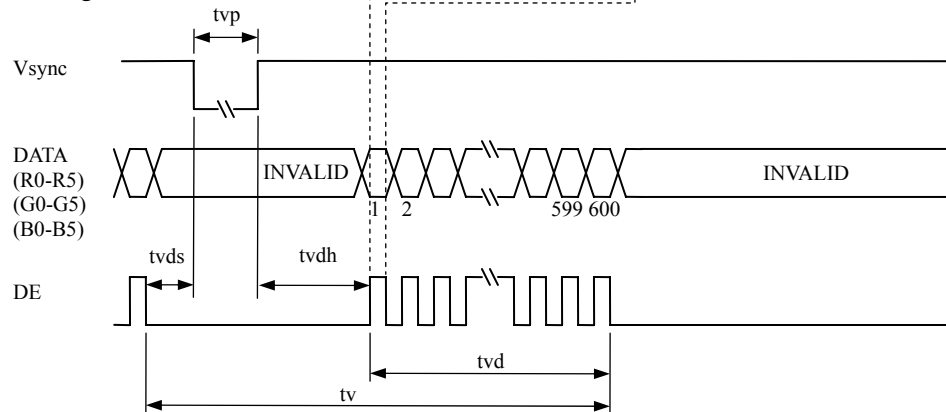 tvp
Vsync
DATA
(R0-R5)
(G0-G5)
(B0-B5)
INVALID
INVALID
1 2 599 600
tvds
tvdh
DE
tvd
tv